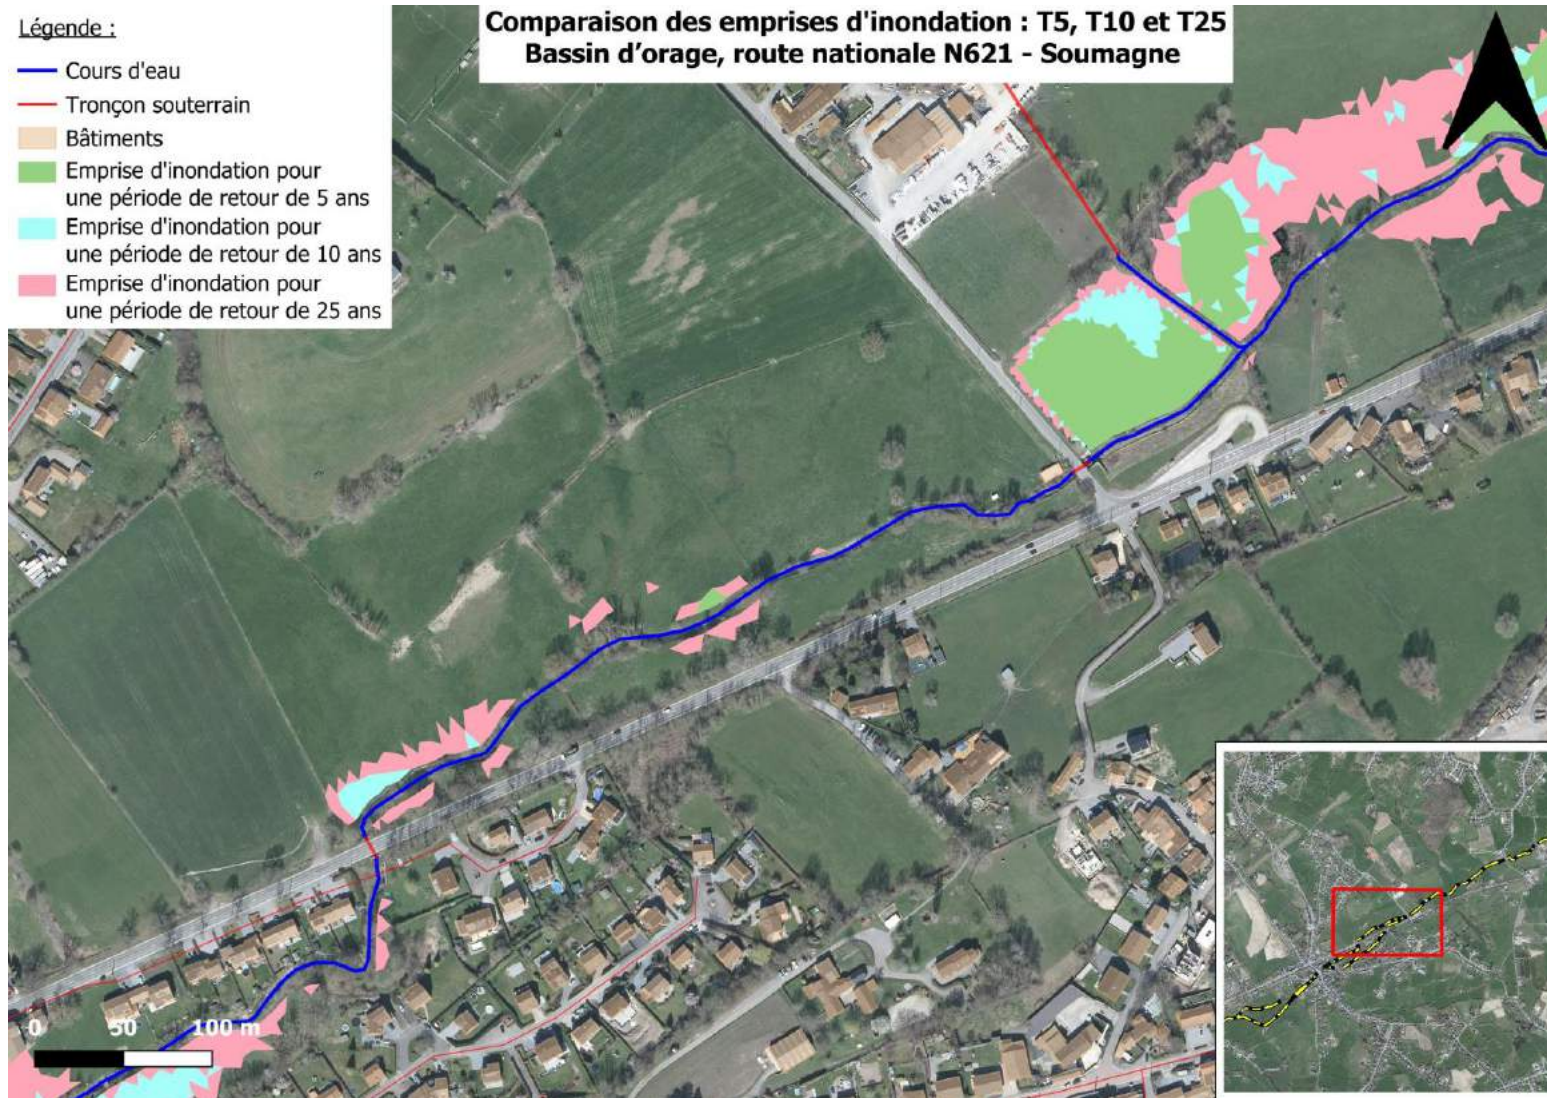 Comparaison des emprises d'inondation : T5, T10 et T25
Bassin d’orage, route nationale N621 - Soumagne
Légende :
Cours d'eau
Tronçon souterrain
Bâtiments
Emprise d'inondation pour
une période de retour de 5 ans
Emprise d'inondation pour
une période de retour de 10 ans
Emprise d'inondation pour
une période de retour de 25 ans
0 50 100 m